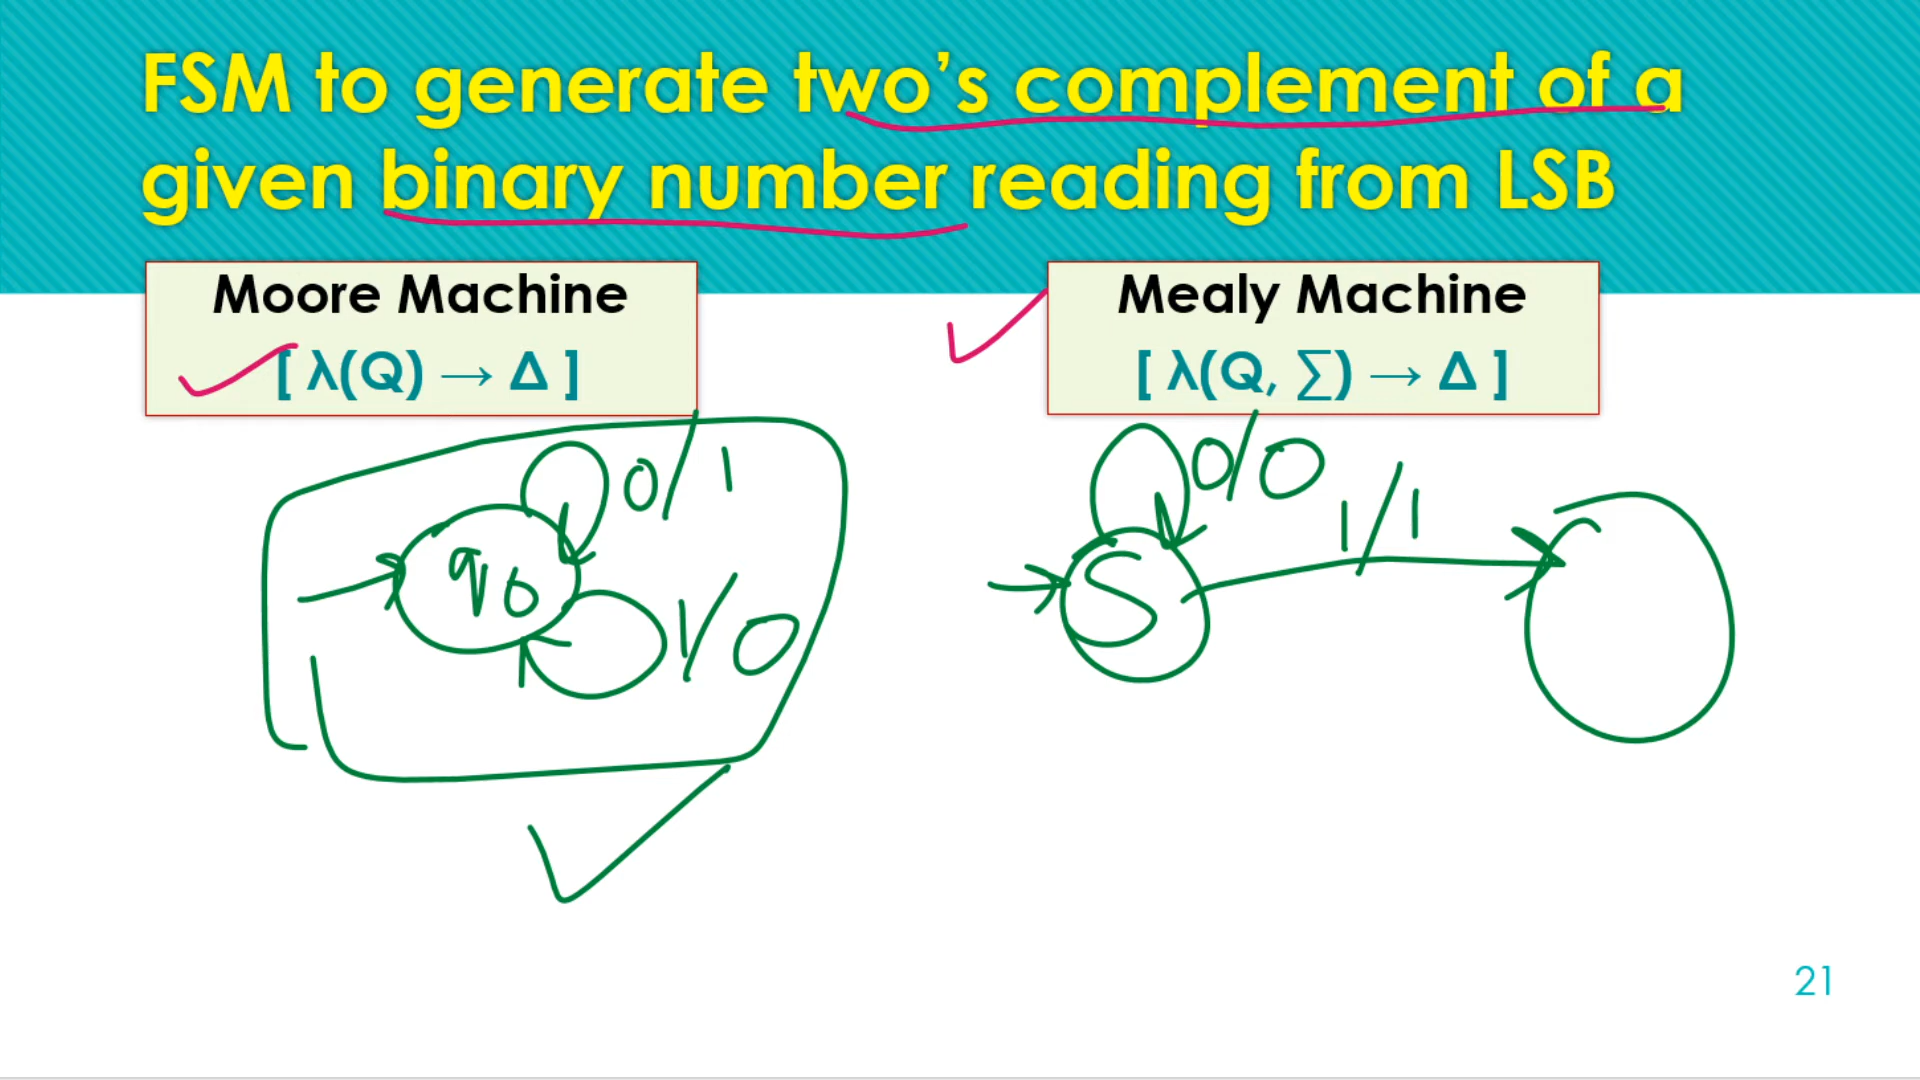 FSM to generate two’s complement of a
given binary number reading from LSB
Moore Machine
[ λ(Q) → Δ ]
Mealy Machine
[ λ(Q, ∑) → Δ ]
0/1
q0
1/0
0/0
1/1
S
21